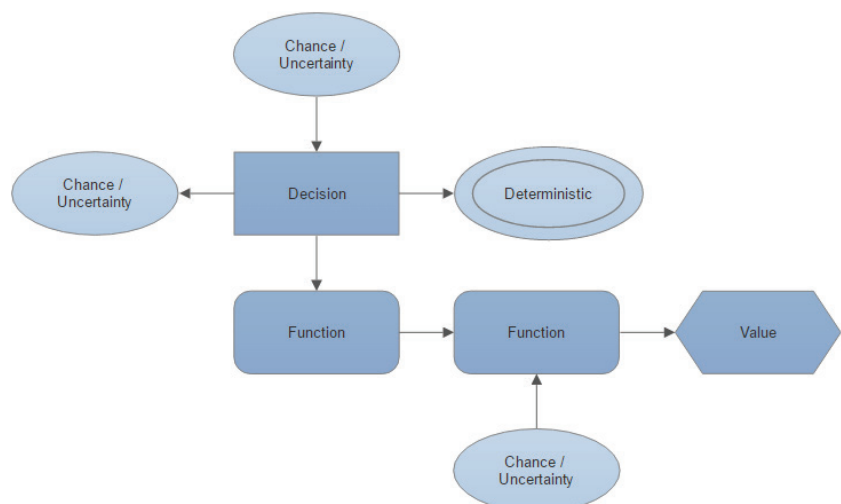 Chance /
Uncertainty
Chance /
Uncertainty
Decision
Deterministic
Function
Function
Value
Chance /
Uncertainty